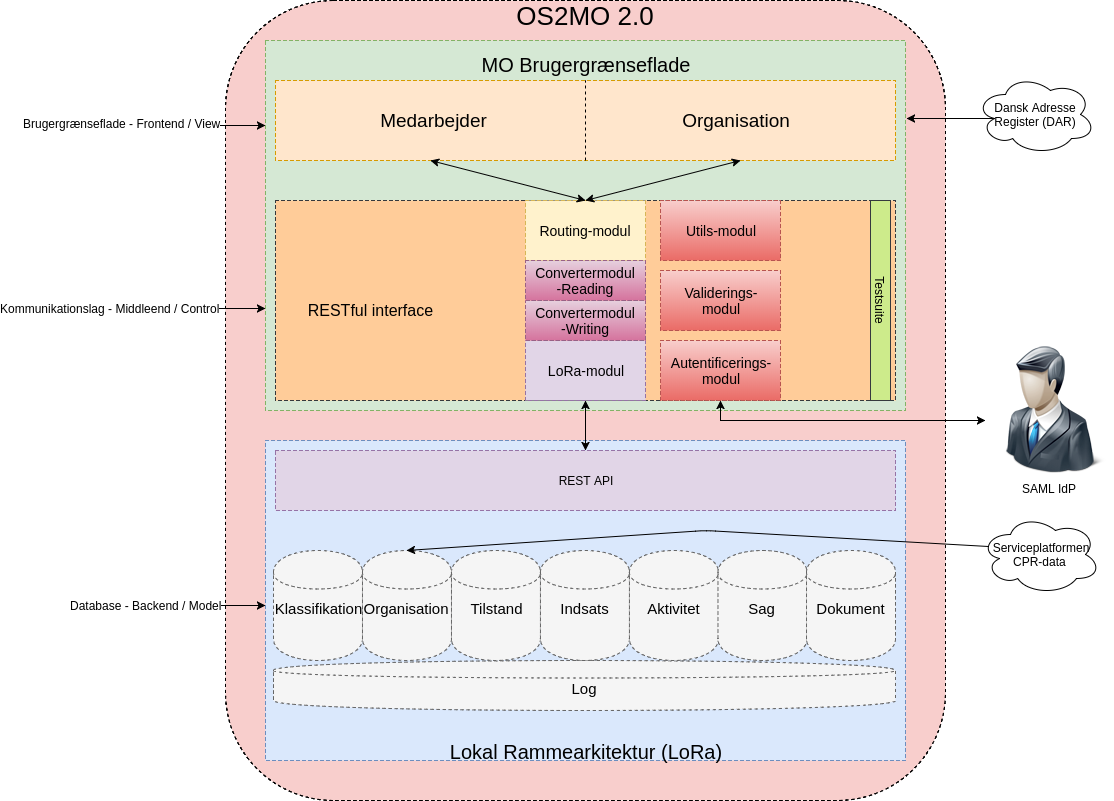 OS2MO 2.0
MO Brugergrænseflade
Brugergrænseflade - Frontend / View
Medarbejder
Organisation
Dansk Adresse
Register (DAR)
Routing-modul
Utils-modul
Convertermodul
-Reading
Validerings-
modul
Testsuite
Kommunikationslag - Middleend / Control
RESTful interface
Convertermodul
-Writing
LoRa-modul
Autentificerings-
modul
SAML IdP
REST API
Serviceplatformen
CPR-data
Database - Backend / Model
Klassifikation
Organisation
Tilstand
Indsats
Aktivitet
Sag
Dokument
Log
Lokal Rammearkitektur (LoRa)